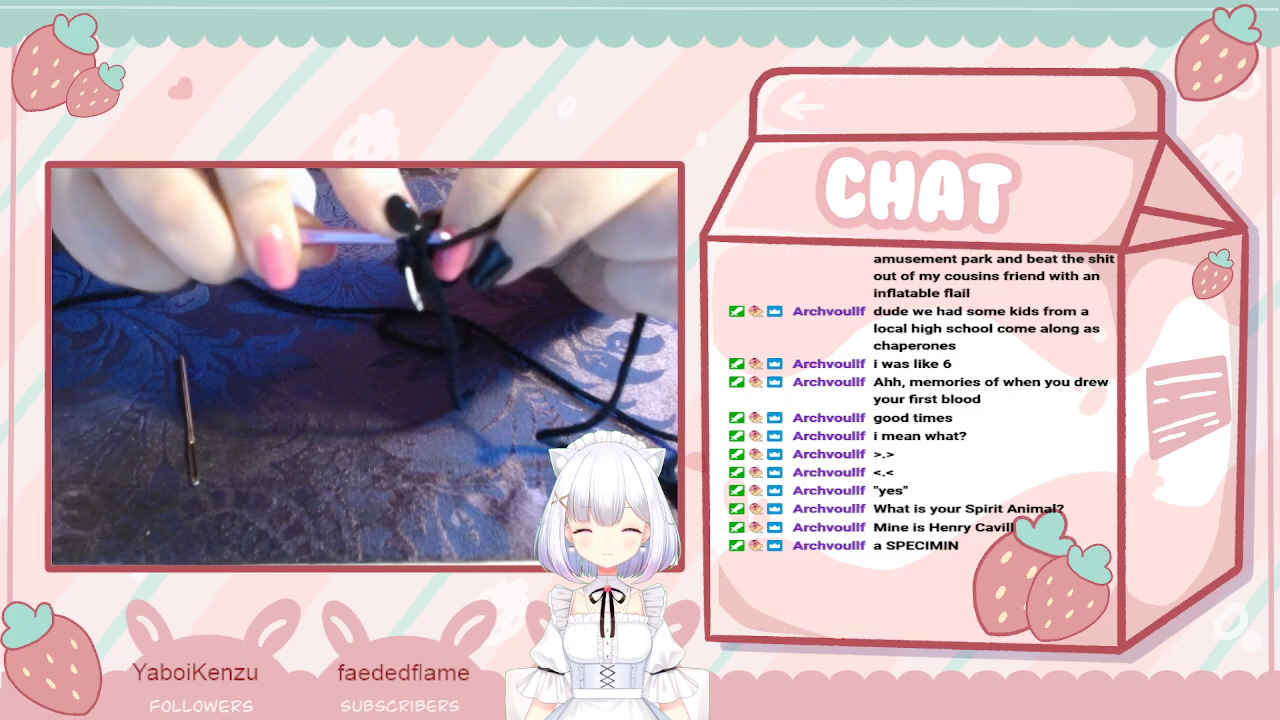 CHAT
amusement park and beat the shit
out of my cousins friend with an
inflatable flail
Archvoullf dude we had some kids from a
local high school come along as
chaperones
Archvoullf i was like 6
Archvoullf Ahh, memories of when you drew
your first blood
Archvoullf good times
Archvoullf i mean what?
Archvoullf >.>
Archvoullf <.<
Archvoullf "yes"
Archvoullf What is your Spirit Animal?
Archvoullf Mine is Henry Cavill
Archvoullf a SPECIMIN
YaboiKenzu
FOLLOWERS
faededflame
SUBSCRIBERS